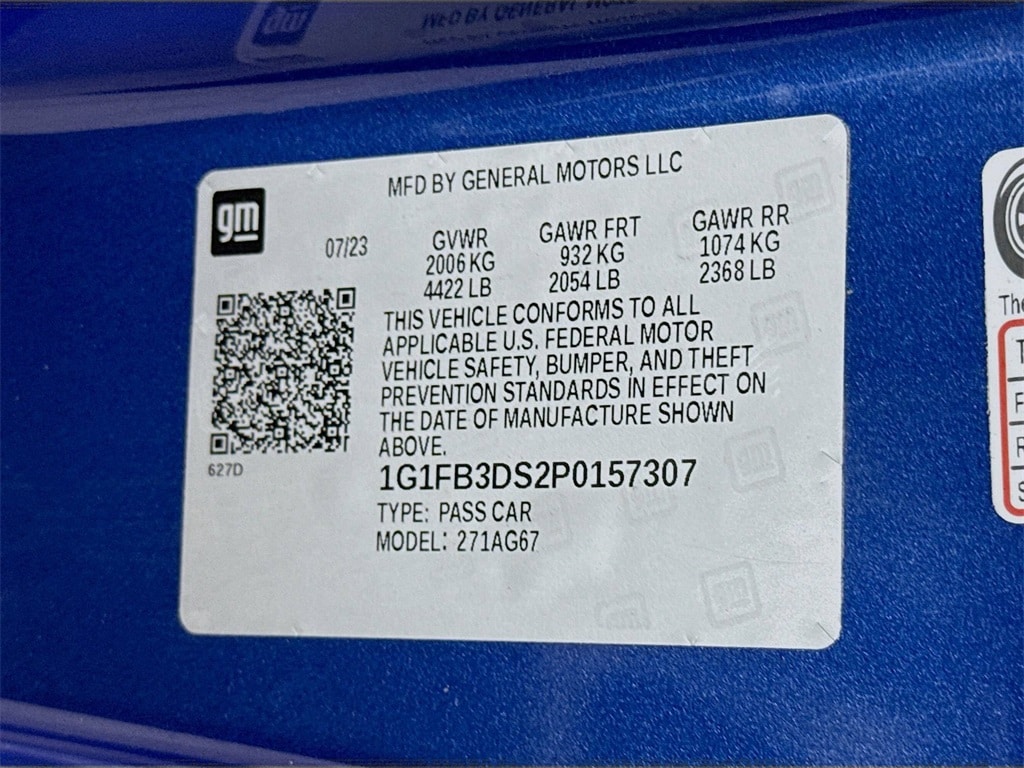 MFD BY GENERAL MOTORS LLC
gm
07/23
GVWR GAWR FRT GAWR RR
2006 KG 932 KG 1074 KG
4422 LB 2054 LB 2368 LB
THIS VEHICLE CONFORMS TO ALL
APPLICABLE U.S. FEDERAL MOTOR
VEHICLE SAFETY, BUMPER, AND THEFT
PREVENTION STANDARDS IN EFFECT ON
THE DATE OF MANUFACTURE SHOWN
ABOVE.
627D
1G1FB3DS2P0157307
TYPE: PASS CAR
MODEL: 271AG67